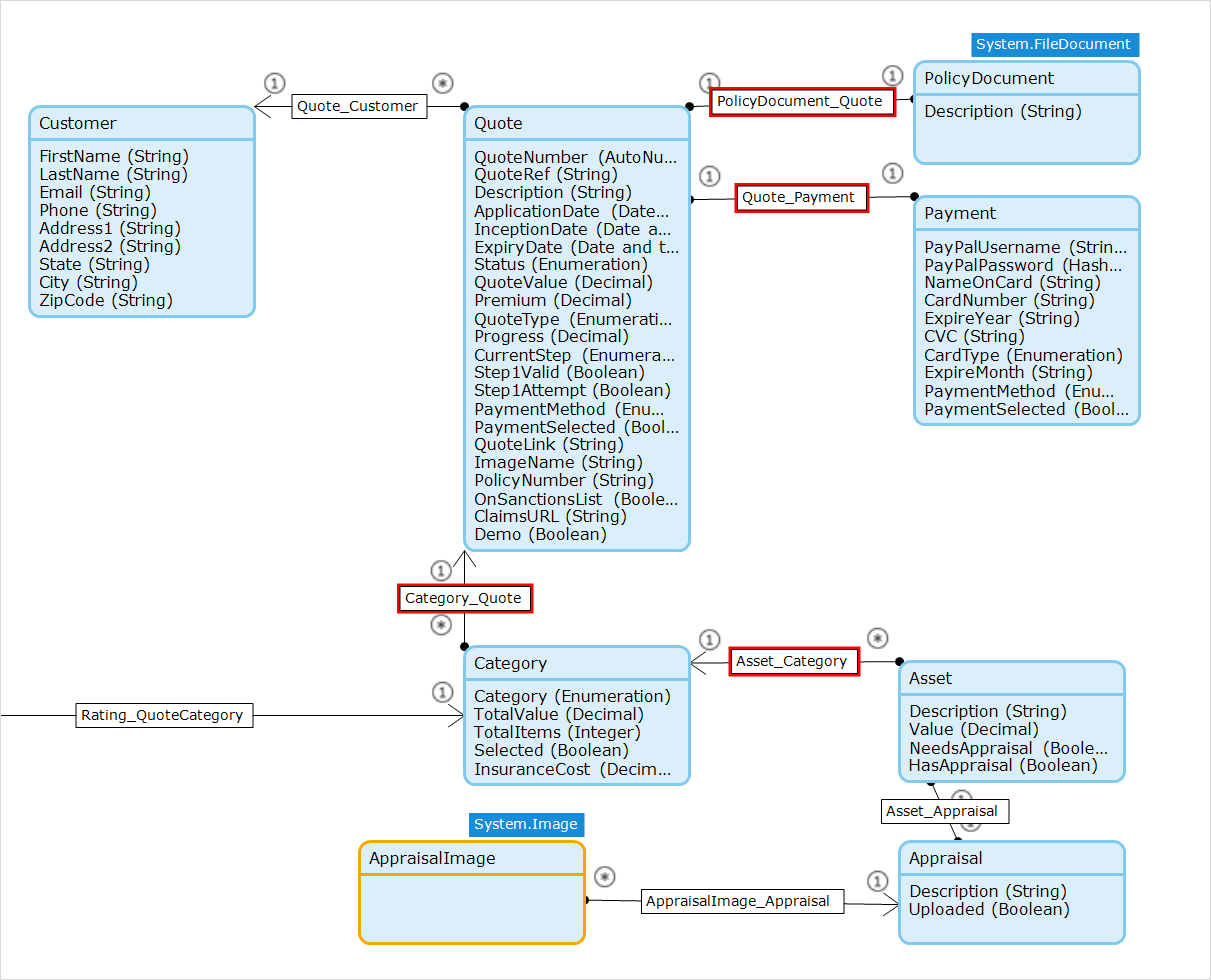 System.FileDocument
1
*
1
1
Quote_Customer
PolicyDocument_Quote
PolicyDocument
Description (String)
Customer
FirstName (String)
LastName (String)
Email (String)
Phone (String)
Address1 (String)
Address2 (String)
State (String)
City (String)
ZipCode (String)
Quote
QuoteNumber (AutoNu...
QuoteRef (String)
Description (String)
ApplicationDate (Date...
InceptionDate (Date a...
ExpiryDate (Date and t...
Status (Enumeration)
QuoteValue (Decimal)
Premium (Decimal)
QuoteType (Enumerati...
Progress (Decimal)
CurrentStep (Enumera...
Step1Valid (Boolean)
Step1Attempt (Boolean)
PaymentMethod (Enu...
PaymentSelected (Bool...
QuoteLink (String)
ImageName (String)
PolicyNumber (String)
OnSanctionsList (Boole...
ClaimsURL (String)
Demo (Boolean)
1
1
Quote_Payment
Payment
PayPalUsername (Strin...
PayPalPassword (Hash...
NameOnCard (String)
CardNumber (String)
ExpireYear (String)
CVC (String)
CardType (Enumeration)
ExpireMonth (String)
PaymentMethod (Enu...
PaymentSelected (Bool...
1
Category_Quote
*
1
*
Asset_Category
Category
Category (Enumeration)
TotalValue (Decimal)
TotalItems (Integer)
Selected (Boolean)
InsuranceCost (Decim...
1
Rating_QuoteCategory
Asset
Description (String)
Value (Decimal)
NeedsAppraisal (Boole...
HasAppraisal (Boolean)
1
Asset_Appraisal
1
System.Image
AppraisalImage
*
1
AppraisalImage_Appraisal
Appraisal
Description (String)
Uploaded (Boolean)